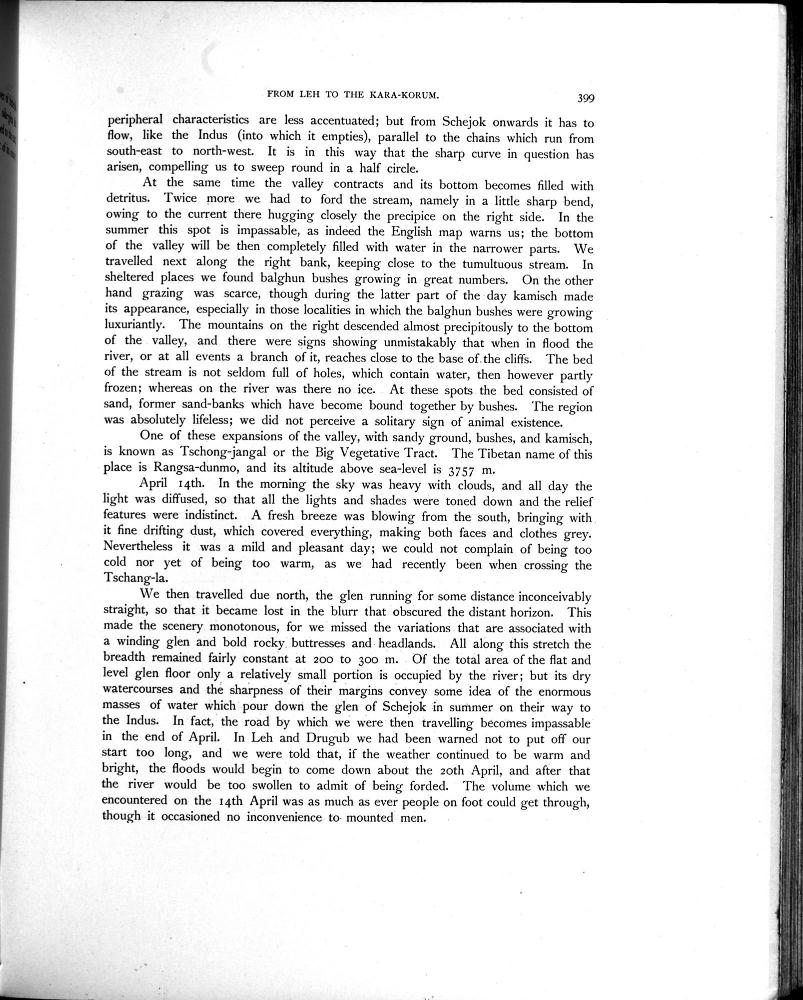 FROM LEH TO THE KARA-KORUM. 399
peripheral characteristics are less accentuated; but from Schejok onwards it has to
flow, like the Indus (into which it empties), parallel to the chains which run from
south-east to north-west. It is in this way that the sharp curve in question has
arisen, compelling us to sweep round in a half circle.
At the same time the valley contracts and its bottom becomes filled with
detritus. Twice more we had to ford the stream, namely in a little sharp bend,
owing to the current there hugging closely the precipice on the right side. In the
summer this spot is impassable, as indeed the English map warns us; the bottom
of the valley will be then completely filled with water in the narrower parts. We
travelled next along the right bank, keeping close to the tumultuous stream. In
sheltered places we found balghun bushes growing in great numbers. On the other
hand grazing was scarce, though during the latter part of the day kamisch made
its appearance, especially in those localities in which the balghun bushes were growing
luxuriantly. The mountains on the right descended almost precipitously to the bottom
of the valley, and there were signs showing unmistakably that when in flood the
river, or at all events a branch of it, reaches close to the base of the cliffs. The bed
of the stream is not seldom full of holes, which contain water, then however partly
frozen; whereas on the river was there no ice. At these spots the bed consisted of
sand, former sand-banks which have become bound together by bushes. The region
was absolutely lifeless; we did not perceive a solitary sign of animal existence.
One of these expansions of the valley, with sandy ground, bushes, and kamisch,
is known as Tschong-jangal or the Big Vegetative Tract. The Tibetan name of this
place is Rangsa-dunmo, and its altitude above sea-level is 3757 m.
April 14th. In the morning the sky was heavy with clouds, and all day the
light was diffused, so that all the lights and shades were toned down and the relief
features were indistinct. A fresh breeze was blowing from the south, bringing with
it fine drifting dust, which covered everything, making both faces and clothes grey.
Nevertheless it was a mild and pleasant day; we could not complain of being too
cold nor yet of being too warm, as we had recently been when crossing the
Tschang-la.
We then travelled due north, the glen running for some distance inconceivably
straight, so that it became lost in the blurr that obscured the distant horizon. This
made the scenery monotonous, for we missed the variations that are associated with
a winding glen and bold rocky buttresses and headlands. All along this stretch the
breadth remained fairly constant at 200 to 300 m. Of the total area of the flat and
level glen floor only a relatively small portion is occupied by the river; but its dry
watercourses and the sharpness of their margins convey some idea of the enormous
masses of water which pour down the glen of Schejok in summer on their way to
the Indus. In fact, the road by which we were then travelling becomes impassable
in the end of April. In Leh and Drugub we had been warned not to put off our
start too long, and we were told that, if the weather continued to be warm and
bright, the floods would begin to come down about the 20th April, and after that
the river would be too swollen to admit of being forded. The volume which we
encountered on the 14th April was as much as ever people on foot could get through,
though it occasioned no inconvenience to mounted men.